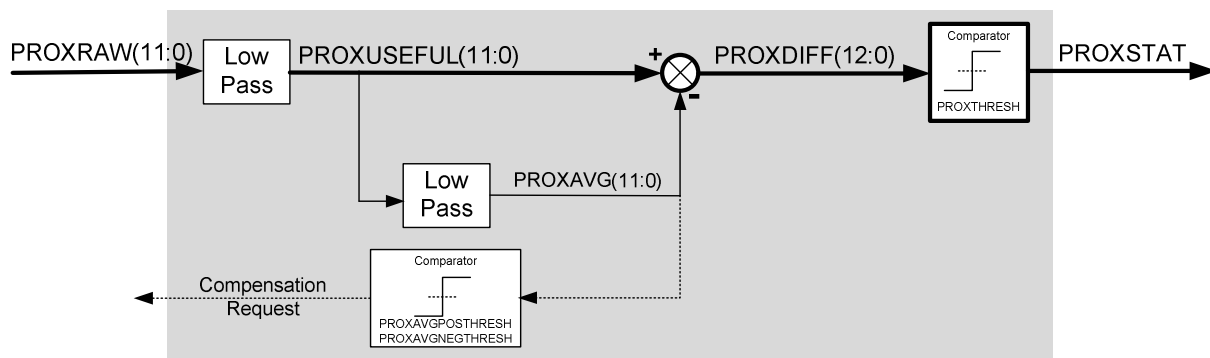 PROXRAW(11:0)
Low
Pass
PROXUSEFUL(11:0)
+
-
PROXDIFF(12:0)
Comparator
PROXTHRESH
PROXSTAT
Low
Pass
PROXAVG(11:0)
Comparator
PROXAVGPOSTHRESH
PROXAVGNEGTHRESH
Compensation
Request